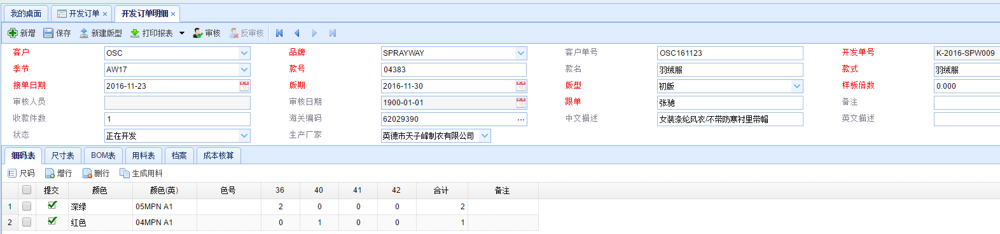 我的桌面 开发订单 × 开发订单明细 ×
新增 保存 新建版型 打印报表 审核 反审核
客户 OSC 品牌 SPRAYWAY 客户单号 OSC161123 开发单号 K-2016-SPW009
季节 AW17 款号 04383 款名 羽绒服 款式 羽绒服
接单日期 2016-11-23 版期 2016-11-30 版型 初版 样板倍数 0.000
审核人员 审核日期 1900-01-01 跟单 张驰 备注
收款件数 1 海关编码 62029390 ... 中文描述 女装涤纶风衣/不带防寒衬里带帽 英文描述
状态 正在开发 生产厂家 英德市天子峰制衣有限公司
细码表 尺寸表 BOM表 用料表 档案 成本核算
尺码 增行 删行 生成用料
提交 颜色 颜色(英) 色号 36 40 41 42 合计 备注
1 深绿 05MPN A1 2 0 0 0 2
2 红色 04MPN A1 0 1 0 0 1